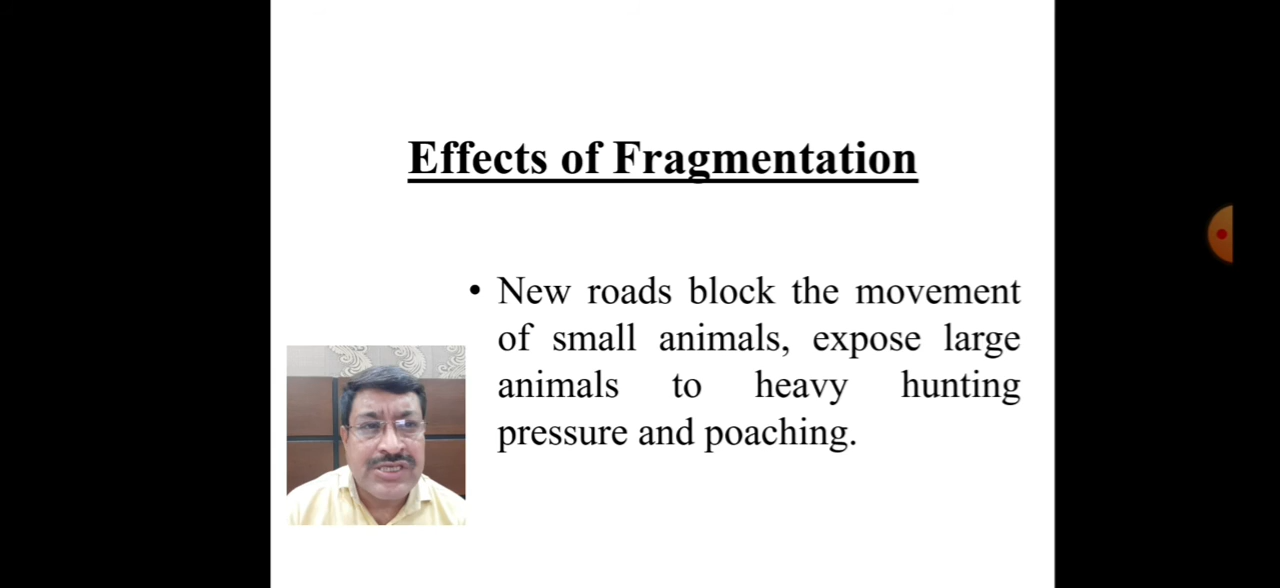 Effects of Fragmentation
• New roads block the movement
of small animals, expose large
animals to heavy hunting
pressure and poaching.